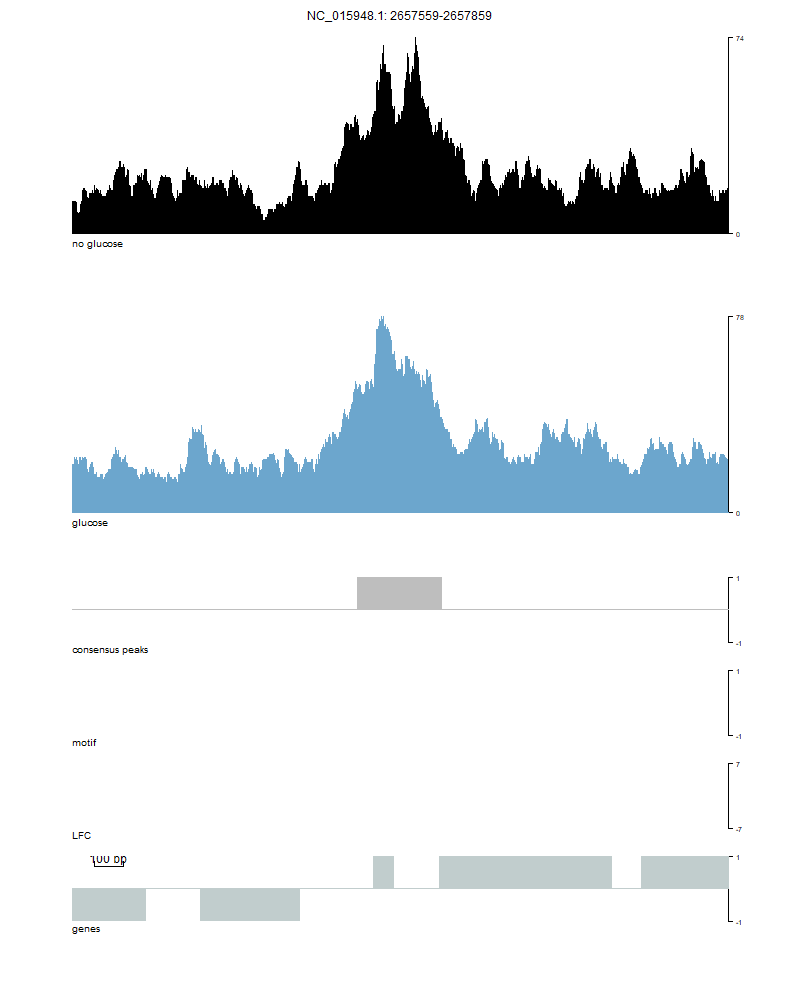 NC_015948.1: 2657559-2657859
74
0
no glucose
78
0
glucose
1
-1
consensus peaks
1
-1
motif
7
-7
LFC
100 bp
1
-1
genes